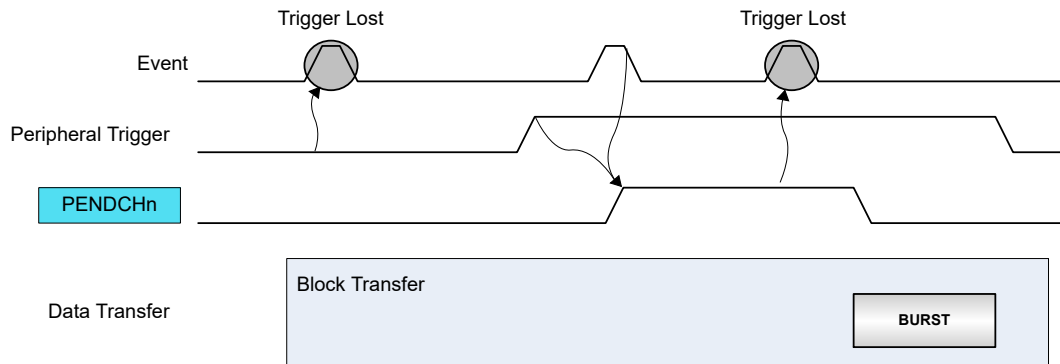 Trigger Lost
Trigger Lost
Event
Peripheral Trigger
PENDCHn
Block Transfer
Data Transfer
BURST